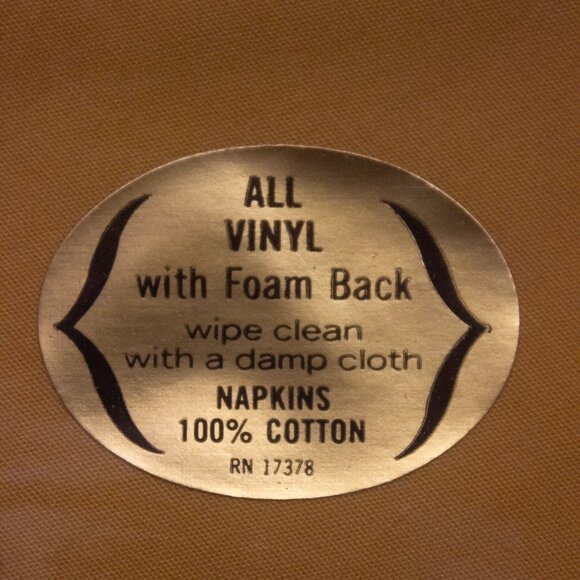 ALL
VINYL
with Foam Back
wipe clean
with a damp cloth
NAPKINS
100% COTTON
RN 17378